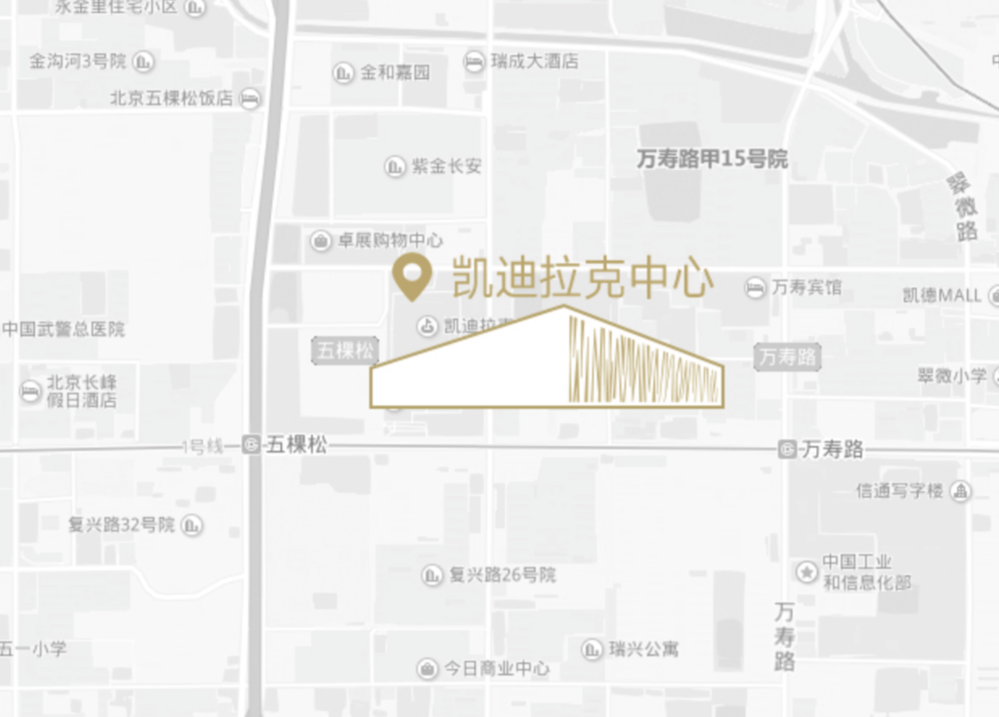 永金里住宅小区
金沟河3号院
金和嘉园
瑞成大酒店
北京五棵松饭店
万寿路甲15号院
紫金长安
翠微路
卓展购物中心
凯迪拉克中心
万寿宾馆
凯德MALL
凯迪拉
中国武警总医院
五棵松
万寿路
翠微小学
北京长峰
假日酒店
1号线
五棵松
万寿路
信通写字楼
复兴路32号院
中国工业
和信息化部
复兴路26号院
万寿路
五一小学
瑞兴公寓
今日商业中心